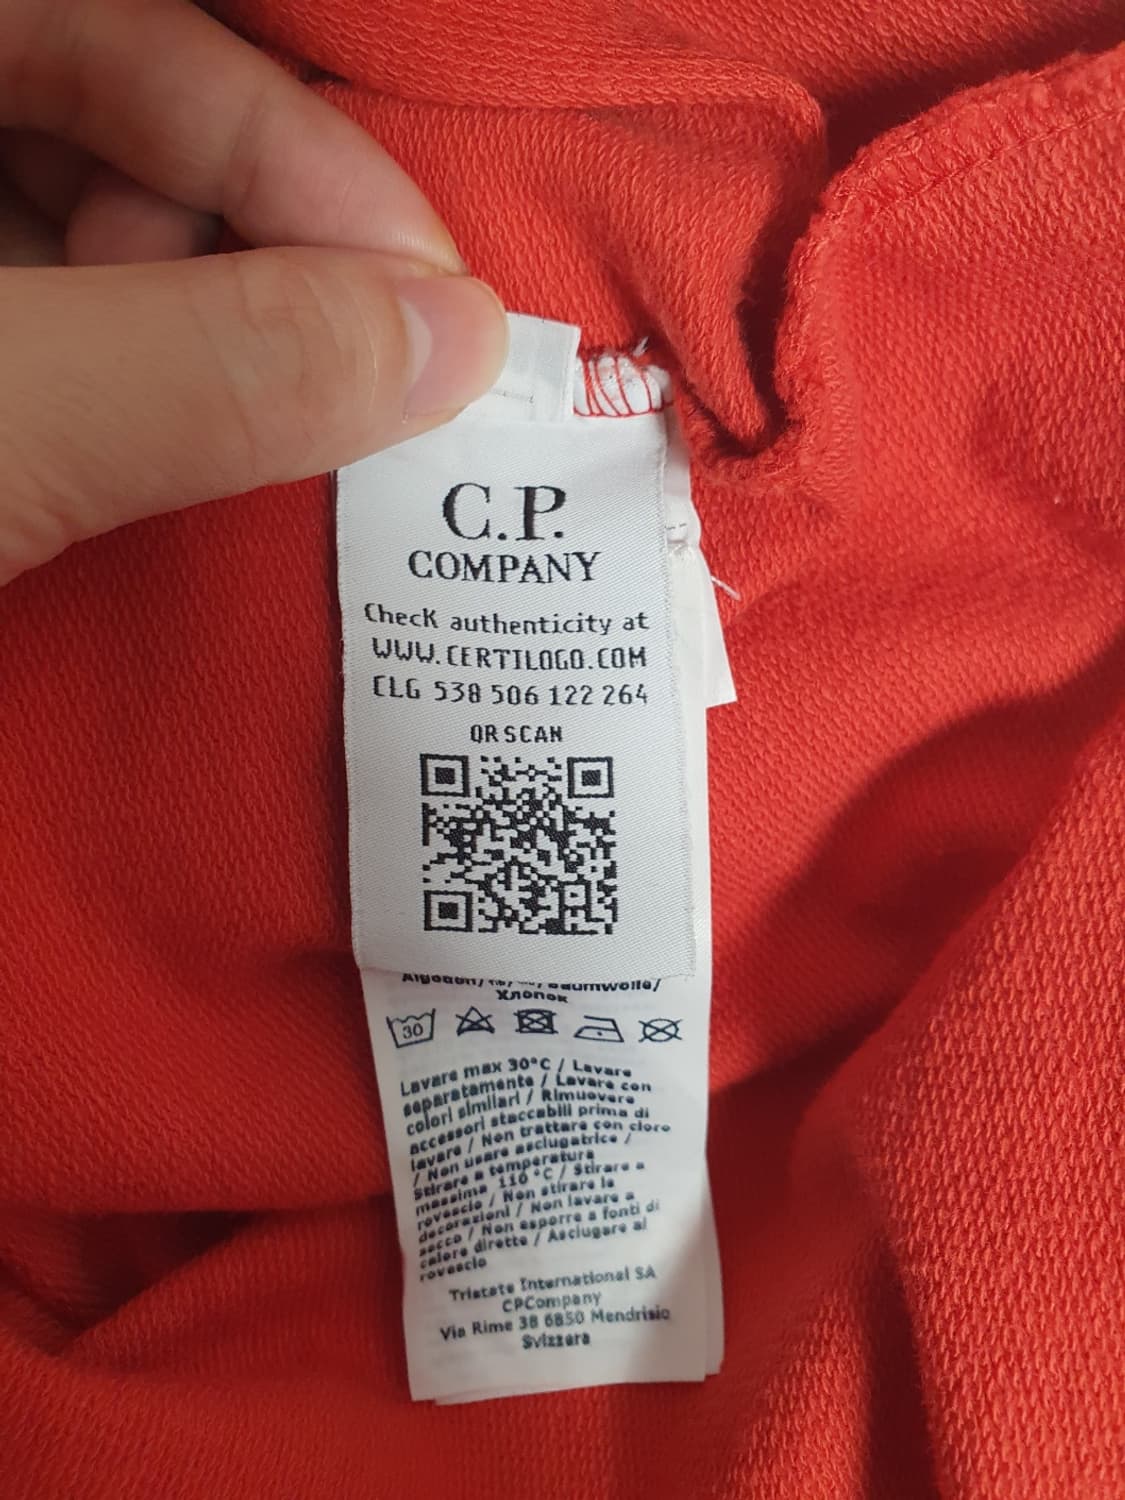 C.P.
COMPANY
Check authenticity at
WWW.CERTILOGO.COM
CLG 538 506 122 264
QR SCAN
Хлопок
30
Lavare max 30°C / Lavare
separatamente / Lavare con
colori similari / Rimuovere
accessori staccabili prima di
lavare / Non trattare con cloro
/ Non usare asciugatrice /
Stirare a temperatura
massima 110 °C / Stirare a
rovescio / Non stirare la
decorazioni / Non lavare a
secco / Non esporre a fonti di
calore dirette / Asciugare al
rovescio
Tristate International SA
CPCompany
Via Rime 38 6850 Mendrisio
Svizzera